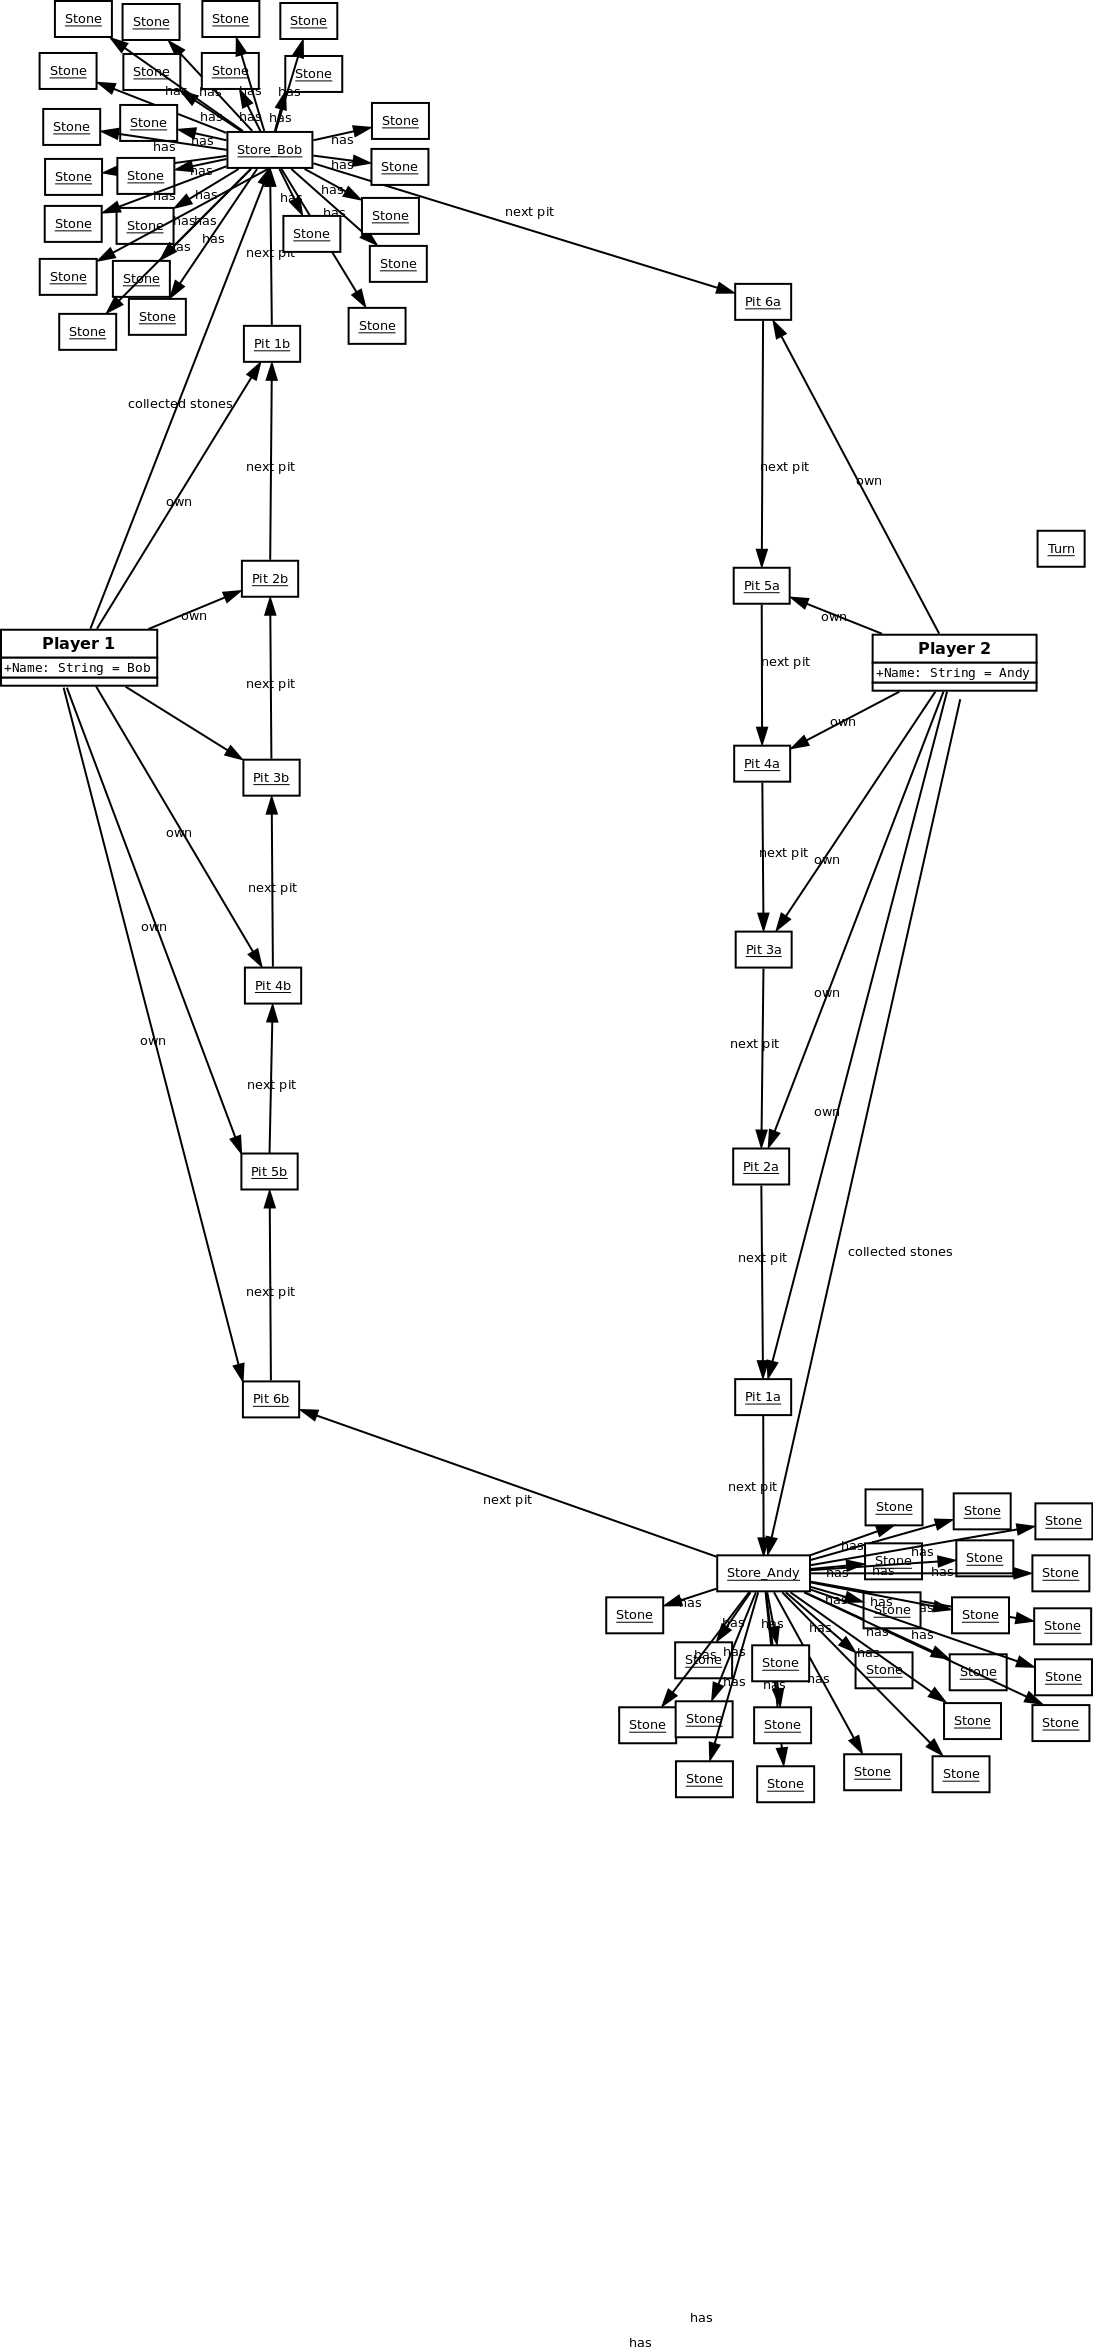 Stone
Stone
Stone
Stone
Stone
Stone
Stone
Stone
has
has
has
has
Stone
Stone
Stone
has
has
has
has
has
has
Store_Bob
Stone
has
Stone
Stone
has
has
has
has
has
has
Stone
Stone
has
Stone
Stone
has
has
Stone
has
has
next pit
next pit
Stone
Stone
Stone
Pit 6a
Stone
Stone
Stone
Pit 1b
collected stones
next pit
next pit
own
own
Turn
Pit 2b
Pit 5a
own
own
Player 1
+Name: String = Bob
Player 2
+Name: String = Andy
next pit
next pit
own
Pit 3b
Pit 4a
own
next pit
own
next pit
own
Pit 3a
Pit 4b
own
own
next pit
next pit
own
Pit 5b
Pit 2a
next pit
collected stones
next pit
Pit 6b
Pit 1a
next pit
next pit
Stone
Stone
Stone
has
has
Stone
Stone
Store_Andy
has
has
has
Stone
has
has
has
as
Stone
Stone
Stone
Stone
has
has
has
has
has
has
has
has
has
has
Stone
Stone
Stone
Stone
Stone
has
has
has
Stone
Stone
Stone
Stone
Stone
Stone
Stone
Stone
Stone
has
has